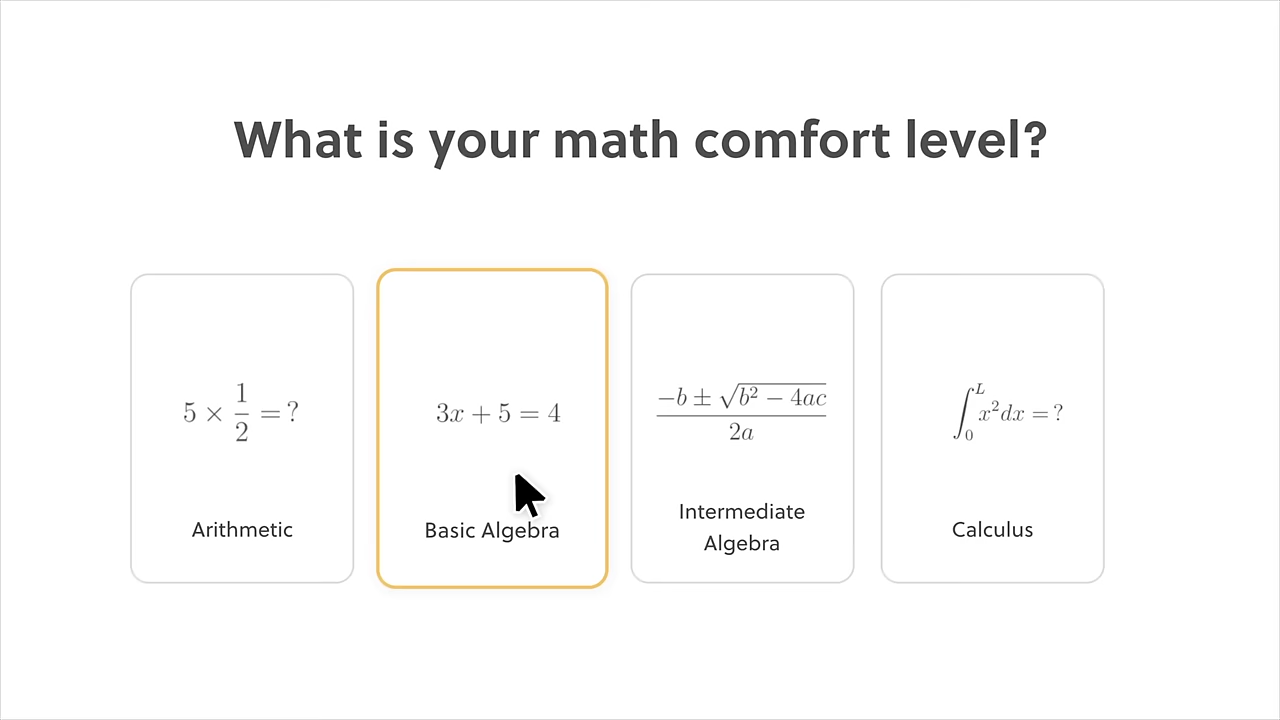 What is your math comfort level?
5 × 1/2 = ?
Arithmetic
3x + 5 = 4
Basic Algebra
−b ± √(b² − 4ac) / 2a
Intermediate
Algebra
∫₀ᴸ x²dx = ?
Calculus